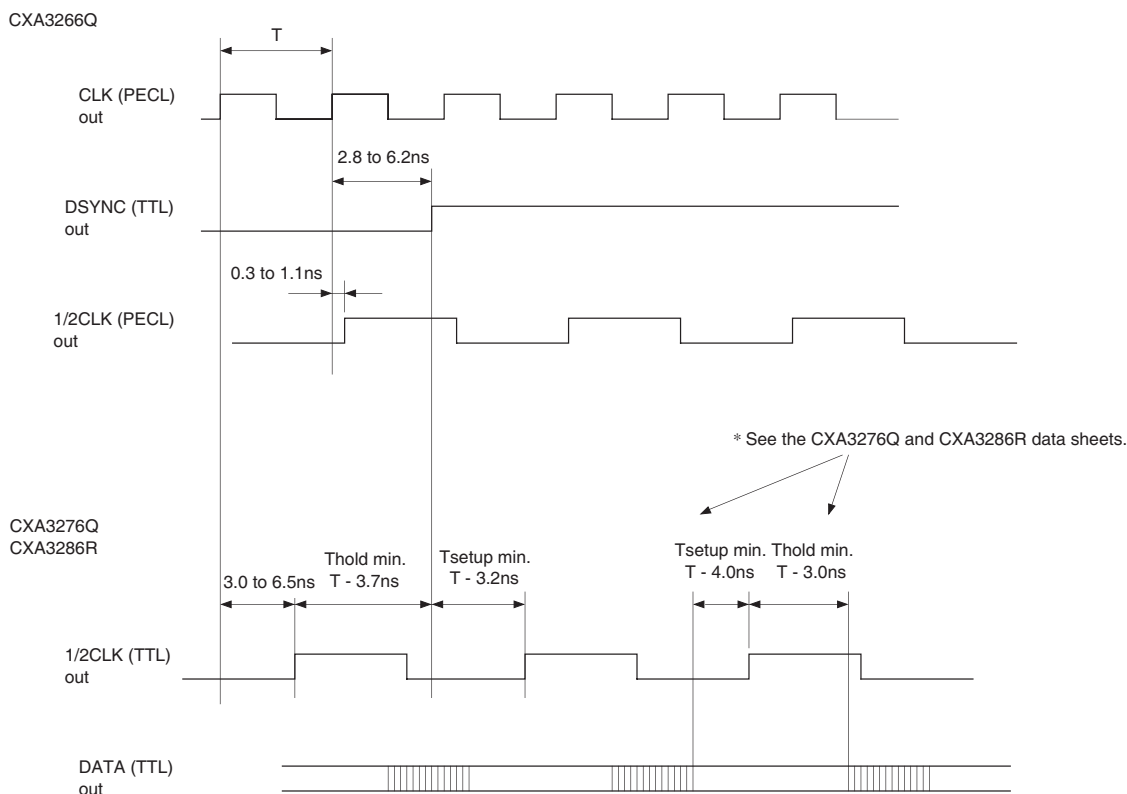 CXA3266Q
T
CLK (PECL)
out
2.8 to 6.2ns
DSYNC (TTL)
out
0.3 to 1.1ns
1/2CLK (PECL)
out
* See the CXA3276Q and CXA3286R data sheets.
CXA3276Q
CXA3286R
3.0 to 6.5ns
Thold min.
T - 3.7ns
Tsetup min.
T - 3.2ns
Tsetup min.
T - 4.0ns
Thold min.
T - 3.0ns
1/2CLK (TTL)
out
DATA (TTL)
out